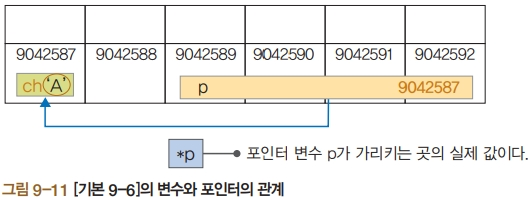 9042587 9042588 9042589 9042590 9042591 9042592
ch 'A' p 9042587
*p 포인터 변수 p가 가리키는 곳의 실제 값이다.
그림 9-11 [기본 9-6]의 변수와 포인터의 관계